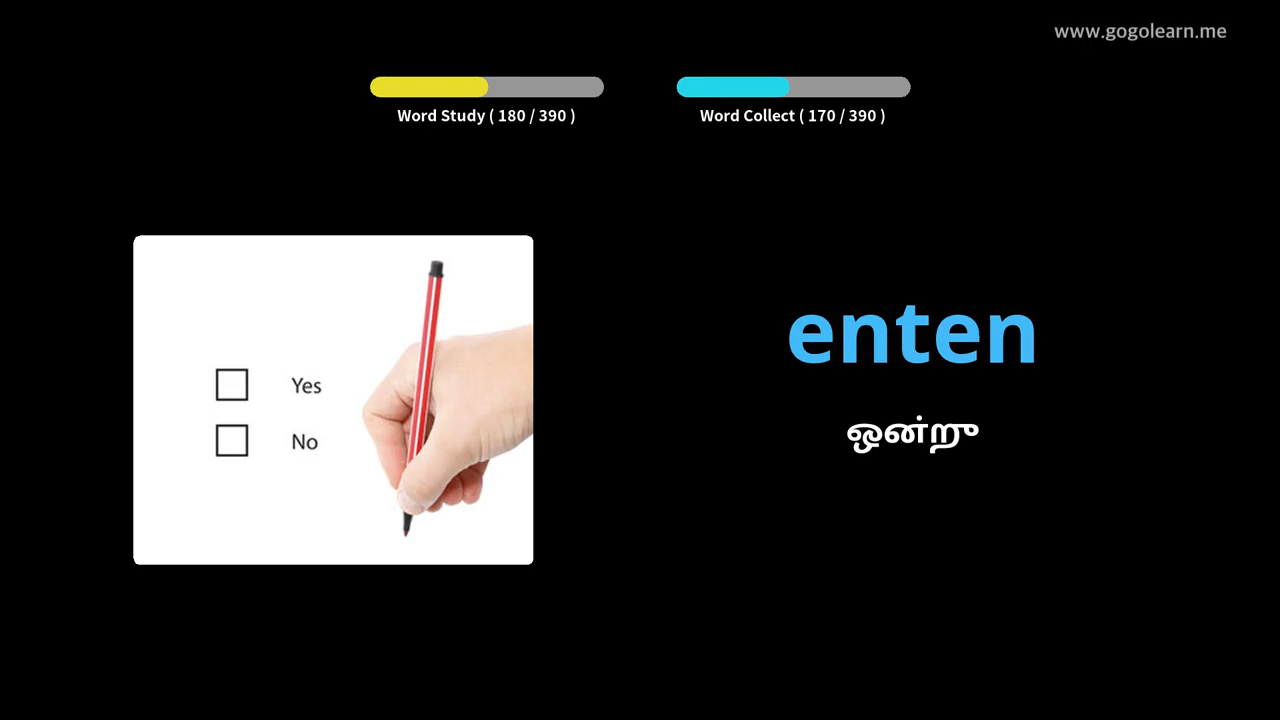 www.gogolearn.me
Word Study ( 180 / 390 )
Word Collect ( 170 / 390 )
Yes
No
enten
ஒன்று